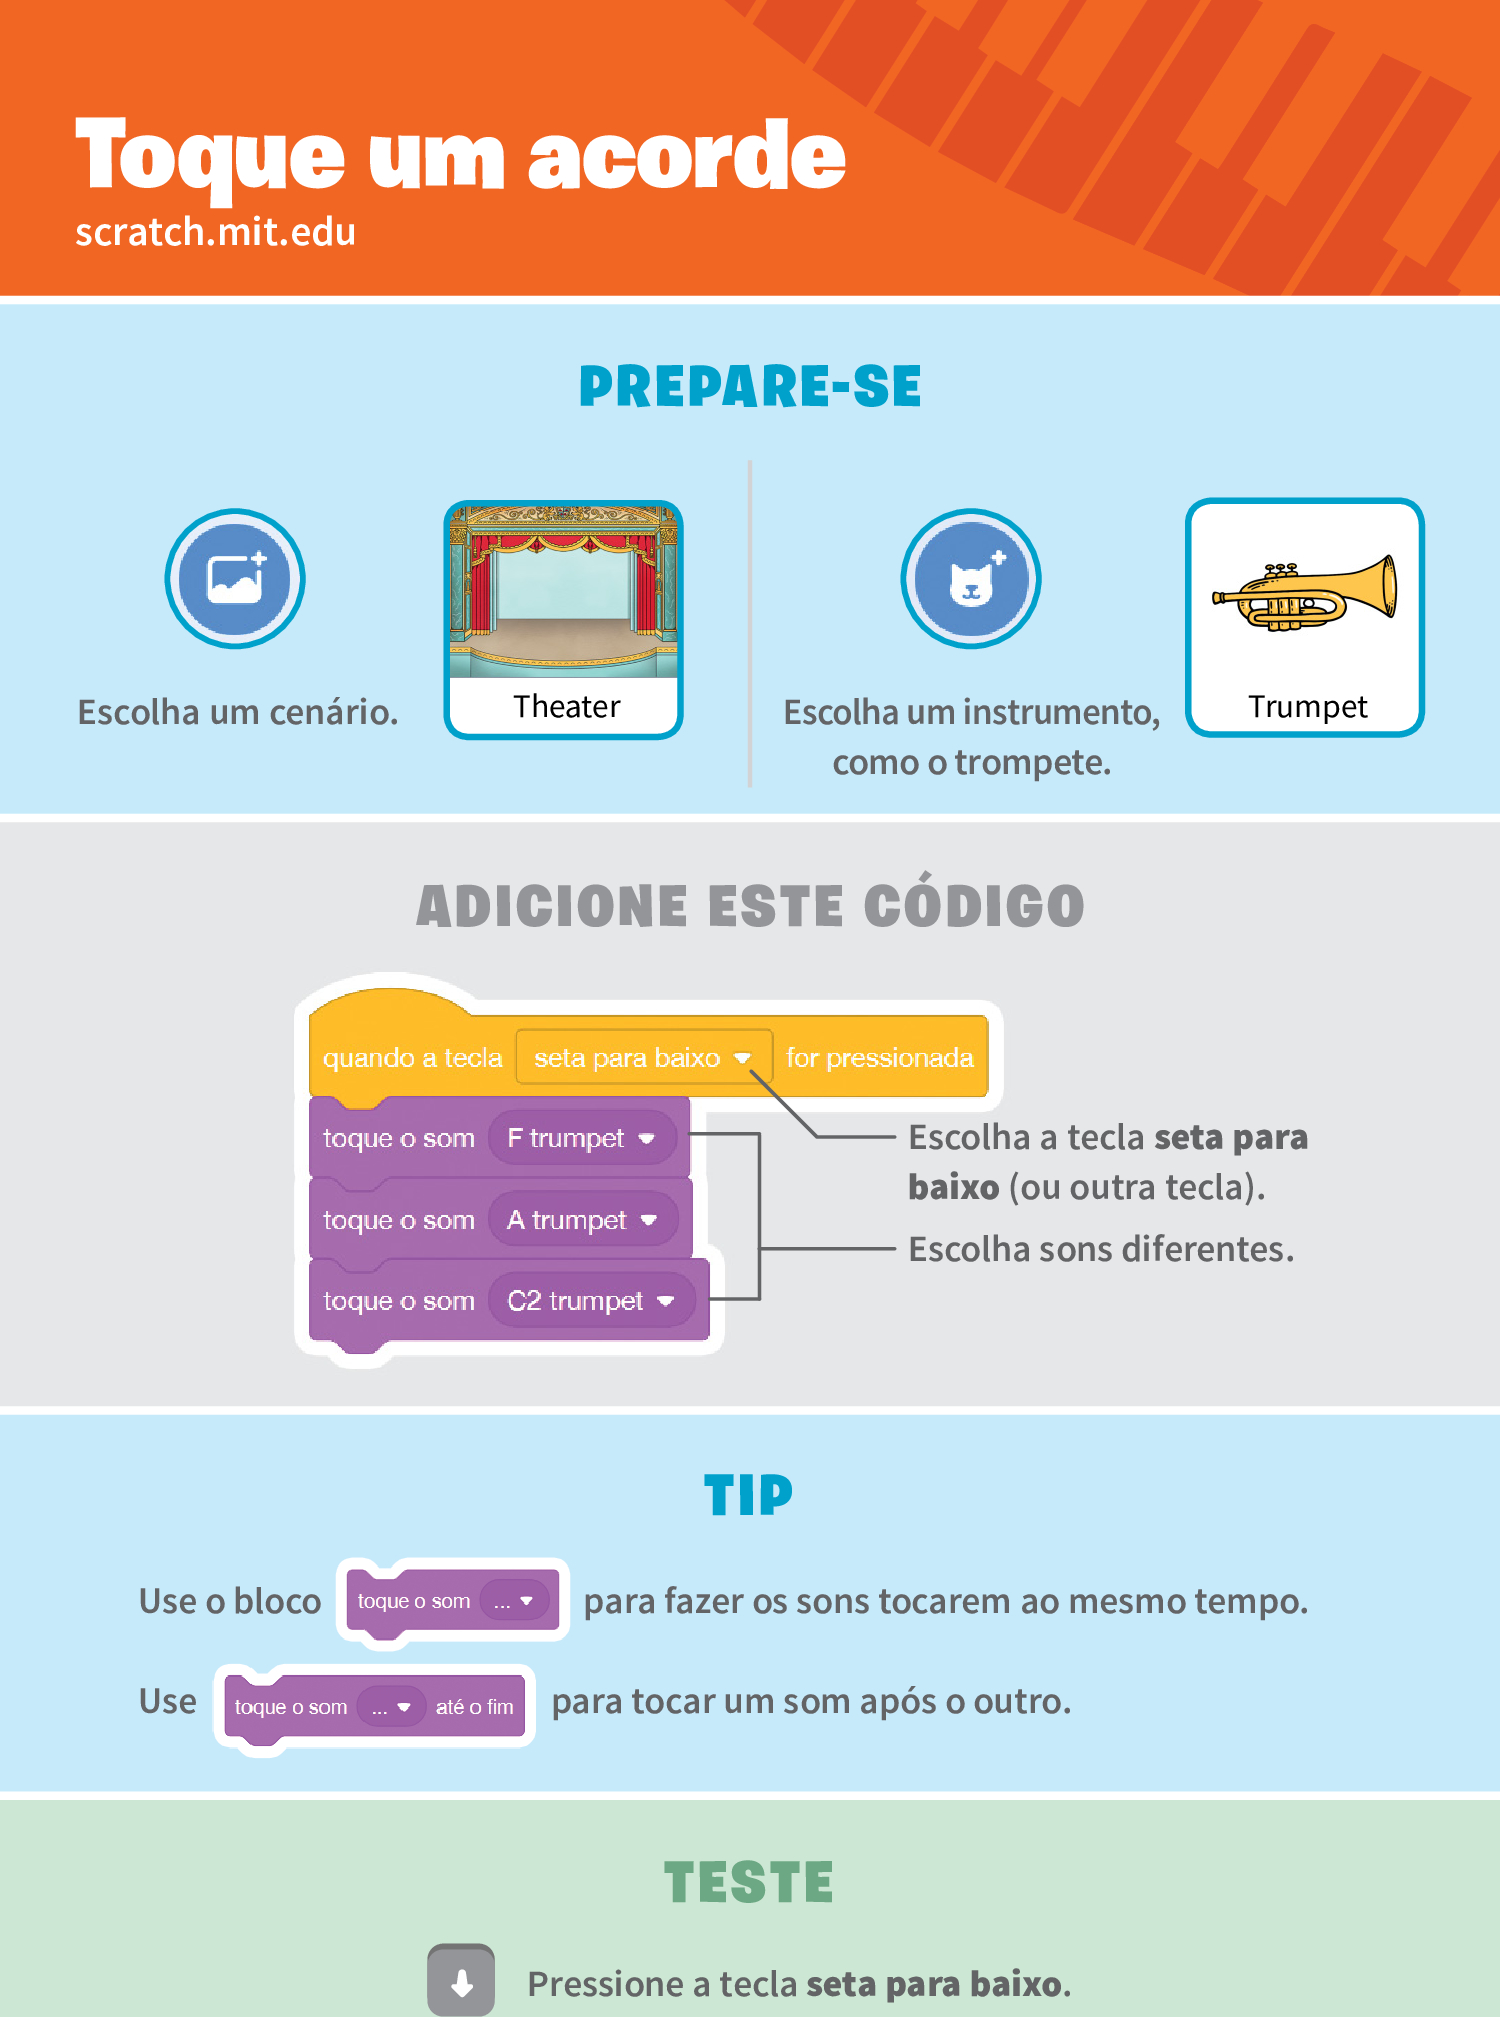 Toque um acorde
scratch.mit.edu
PREPARE-SE
Escolha um cenário.
Theater
Escolha um instrumento,
como o trompete.
Trumpet
ADICIONE ESTE CÓDIGO
quando a tecla seta para baixo for pressionada
toque o som F trumpet
toque o som A trumpet
toque o som C2 trumpet
Escolha a tecla seta para
baixo (ou outra tecla).
Escolha sons diferentes.
TIP
Use o bloco toque o som ... para fazer os sons tocarem ao mesmo tempo.
Use toque o som ... até o fim para tocar um som após o outro.
TESTE
Pressione a tecla seta para baixo.